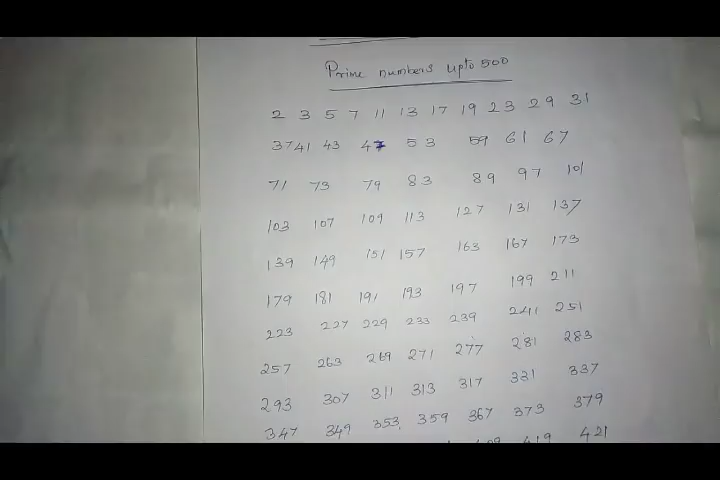 Prime numbers upto 500
2 3 5 7 11 13 17 19 23 29 31
37 41 43 47 53 59 61 67
71 73 79 83 89 97 101
103 107 109 113 127 131 137
139 149 151 157 163 167 173
179 181 191 193 197 199 211
223 227 229 233 239 241 251
257 263 269 271 277 281 283
293 307 311 313 317 331 337
347 349 353 359 367 373 379
409 419 421